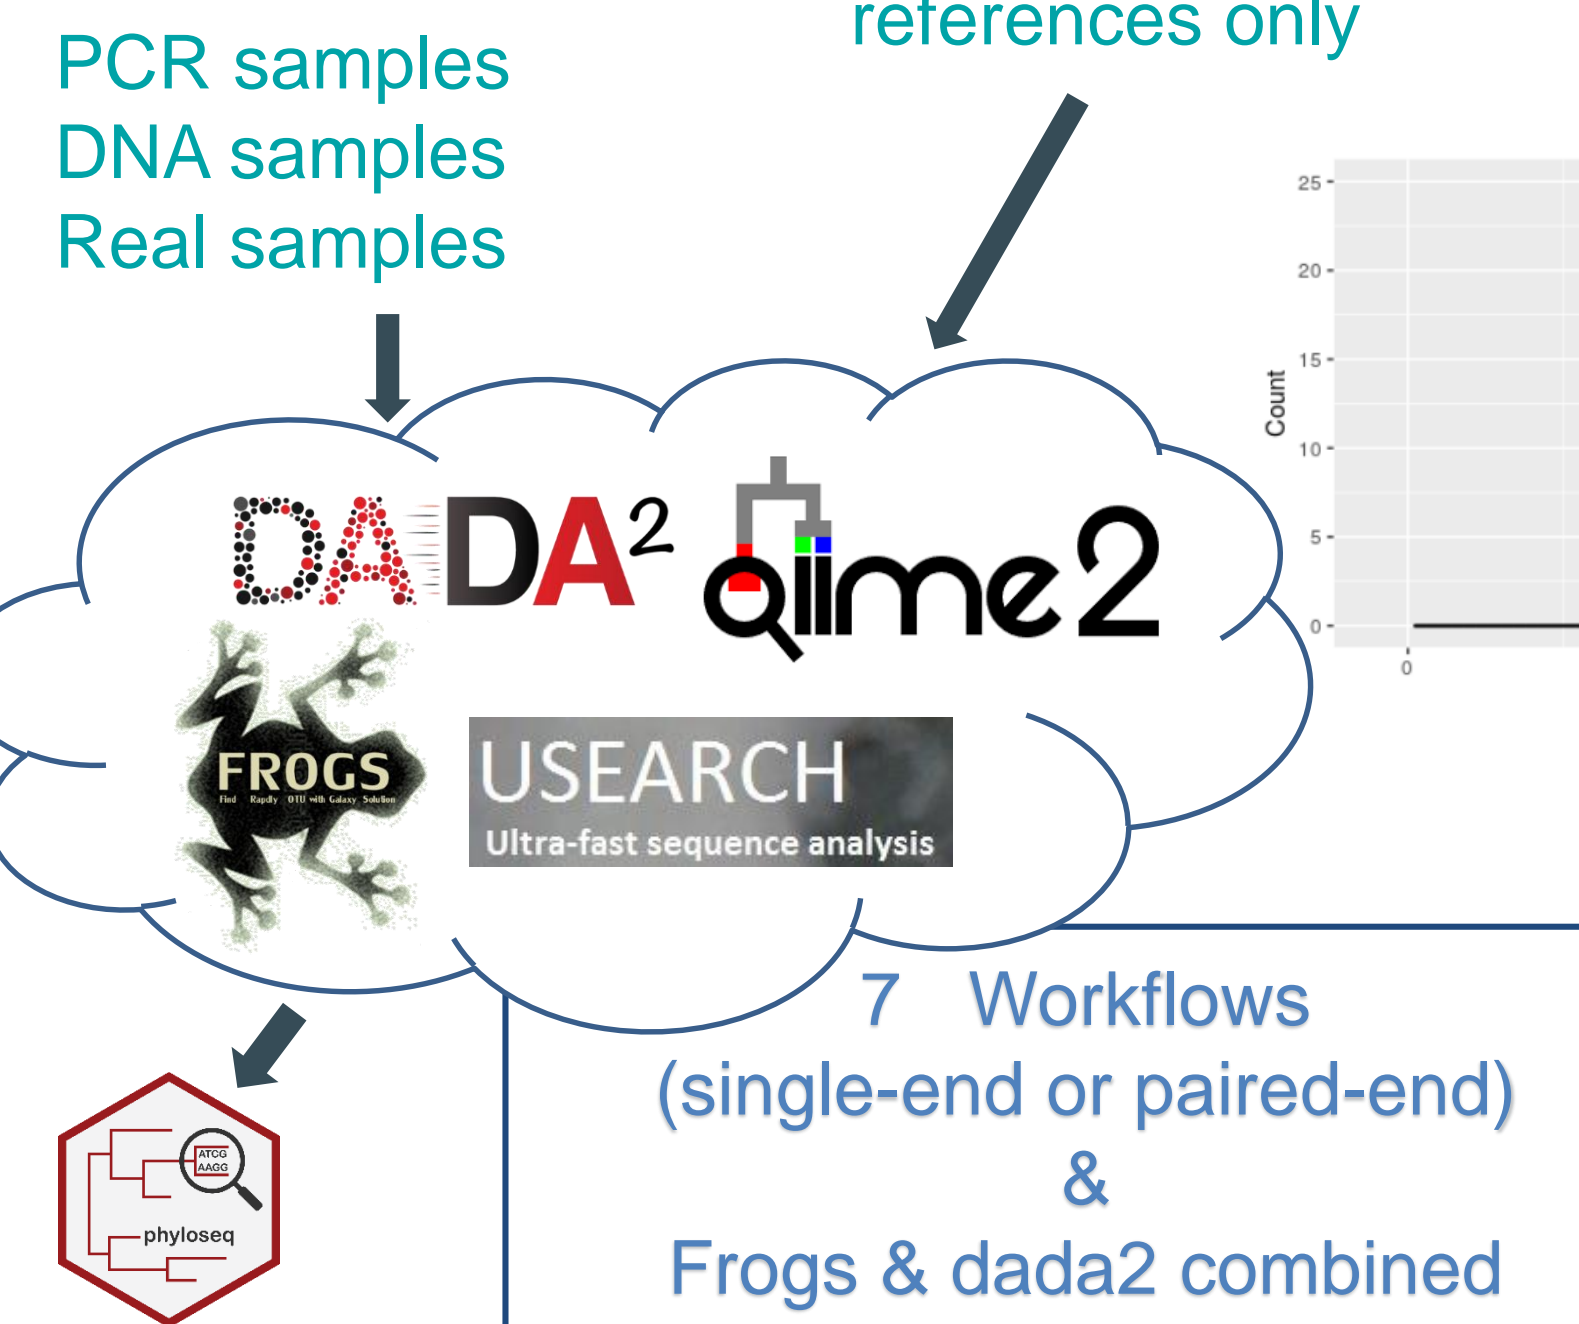 references only
PCR samples
DNA samples
Real samples
25
20
15
10
5
0
Count
0
DADA2
qiime2
FROGS
Find Rapdly OTU with Galaxy Solution
USEARCH
Ultra-fast sequence analysis
7 Workflows
(single-end or paired-end)
&
Frogs & dada2 combined
ATCG
AAGG
phyloseq